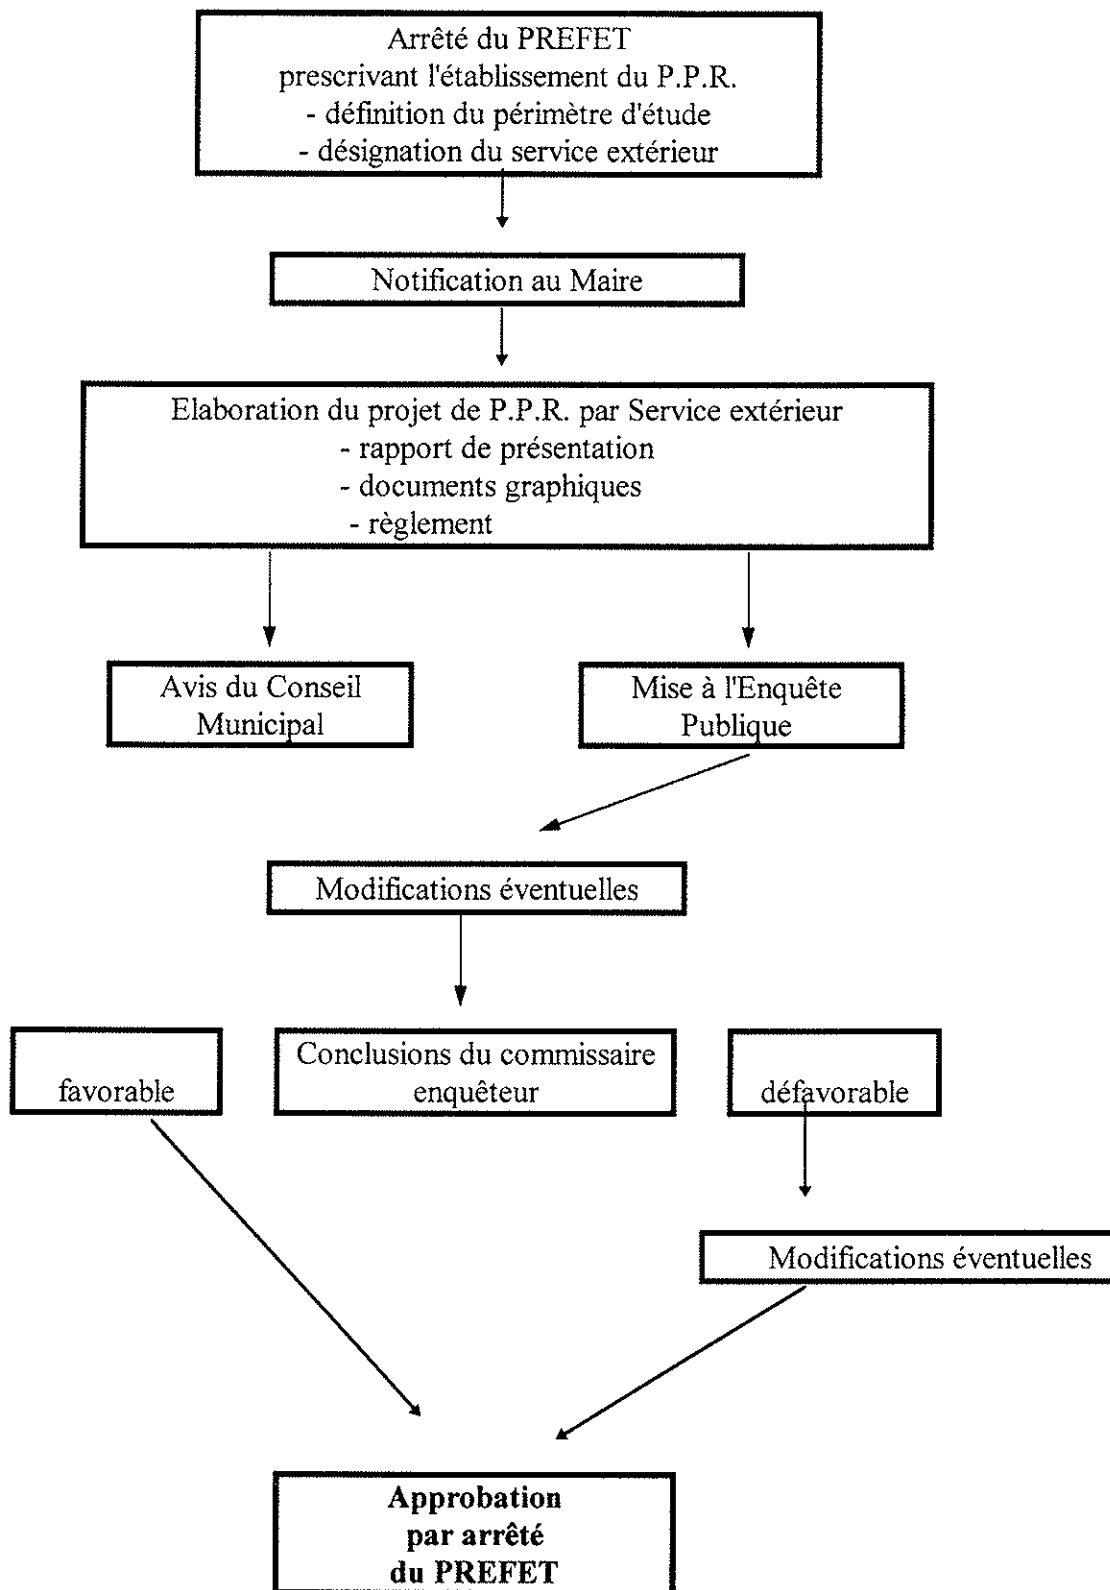 Arrêté du PREFET
prescrivant l'établissement du P.P.R.
- définition du périmètre d'étude
- désignation du service extérieur
Notification au Maire
Elaboration du projet de P.P.R. par Service extérieur
- rapport de présentation
- documents graphiques
- règlement
Avis du Conseil
Municipal
Mise à l'Enquête
Publique
Modifications éventuelles
favorable
Conclusions du commissaire
enquêteur
défavorable
Modifications éventuelles
Approbation
par arrêté
du PREFET